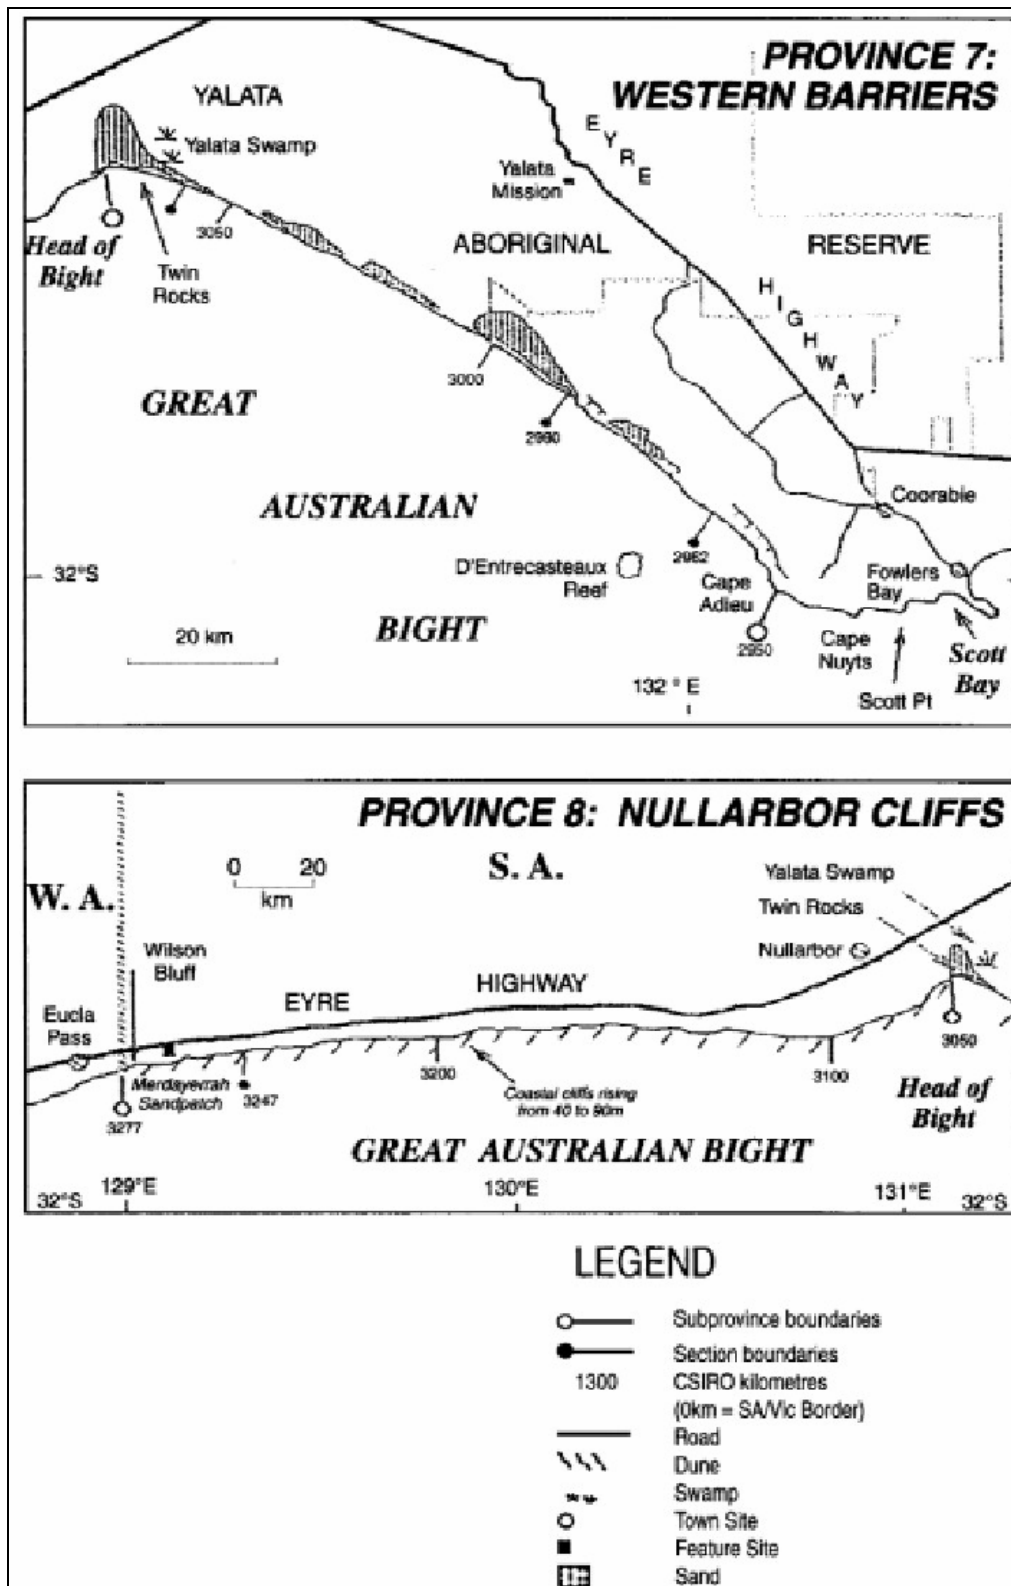 PROVINCE 7:
WESTERN BARRIERS
YALATA
Yalata Swamp
EYRE
Yalata
Mission
3050
Head of
Bight
Twin
Rocks
ABORIGINAL
RESERVE
HIGHWAY
3000
GREAT
2980
Coorabie
AUSTRALIAN
2962
32°S
D'Entrecasteaux
Reef
Cape
Adieu
Fowlers
Bay
BIGHT
20 km
2950
Cape
Nuyts
Scott
Bay
132 ° E
Scott Pt
PROVINCE 8: NULLARBOR CLIFFS
0 20
km
S. A.
W. A.
Yalata Swamp
Twin Rocks
Nullarbor
Wilson
Bluff
HIGHWAY
EYRE
Eucla
Pass
3050
3200
3100
Merdayerrah
Sandpatch
3247
Coastal cliffs rising
from 40 to 90m
Head of
Bight
3277
GREAT AUSTRALIAN BIGHT
32°S
129°E
130°E
131°E
32°S
LEGEND
Subprovince boundaries
Section boundaries
1300 CSIRO kilometres
(0km = SA/Vic Border)
Road
Dune
Swamp
Town Site
Feature Site
Sand